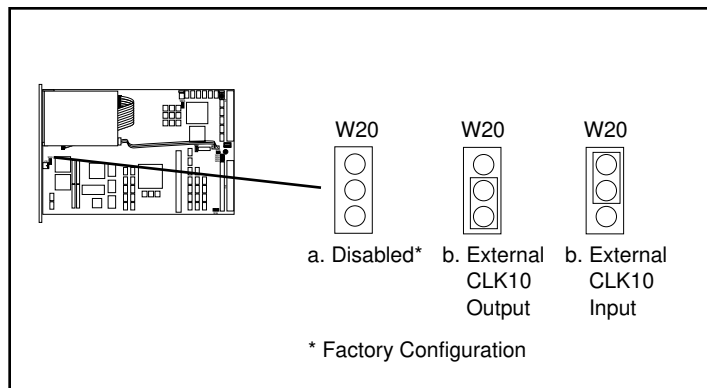 W20 W20 W20
a. Disabled* b. External b. External
CLK10 CLK10
Output Input
* Factory Configuration